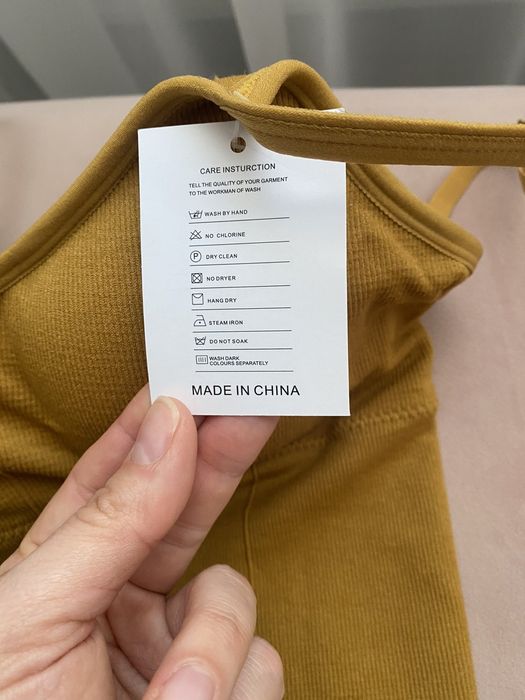 CARE INSTURCTION
TELL THE QUALITY OF YOUR GARMENT
TO THE WORKMAN OF WASH
WASH BY HAND
NO CHLORINE
P DRY CLEAN
NO DRYER
HANG DRY
STEAM IRON
DO NOT SOAK
WASH DARK
COLOURS SEPARATELY
MADE IN CHINA